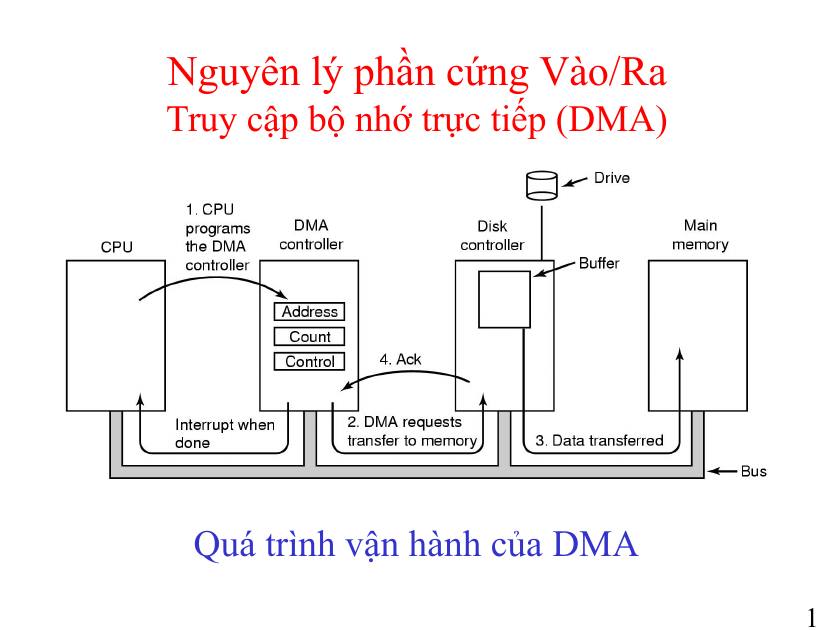 Nguyên lý phần cứng Vào/Ra
Truy cập bộ nhớ trực tiếp (DMA)
Drive
1. CPU
programs
the DMA
controller
CPU
DMA
controller
Disk
controller
Main
memory
Buffer
Address
Count
Control
4. Ack
Interrupt when
done
2. DMA requests
transfer to memory
3. Data transferred
Bus
Quá trình vận hành của DMA
1